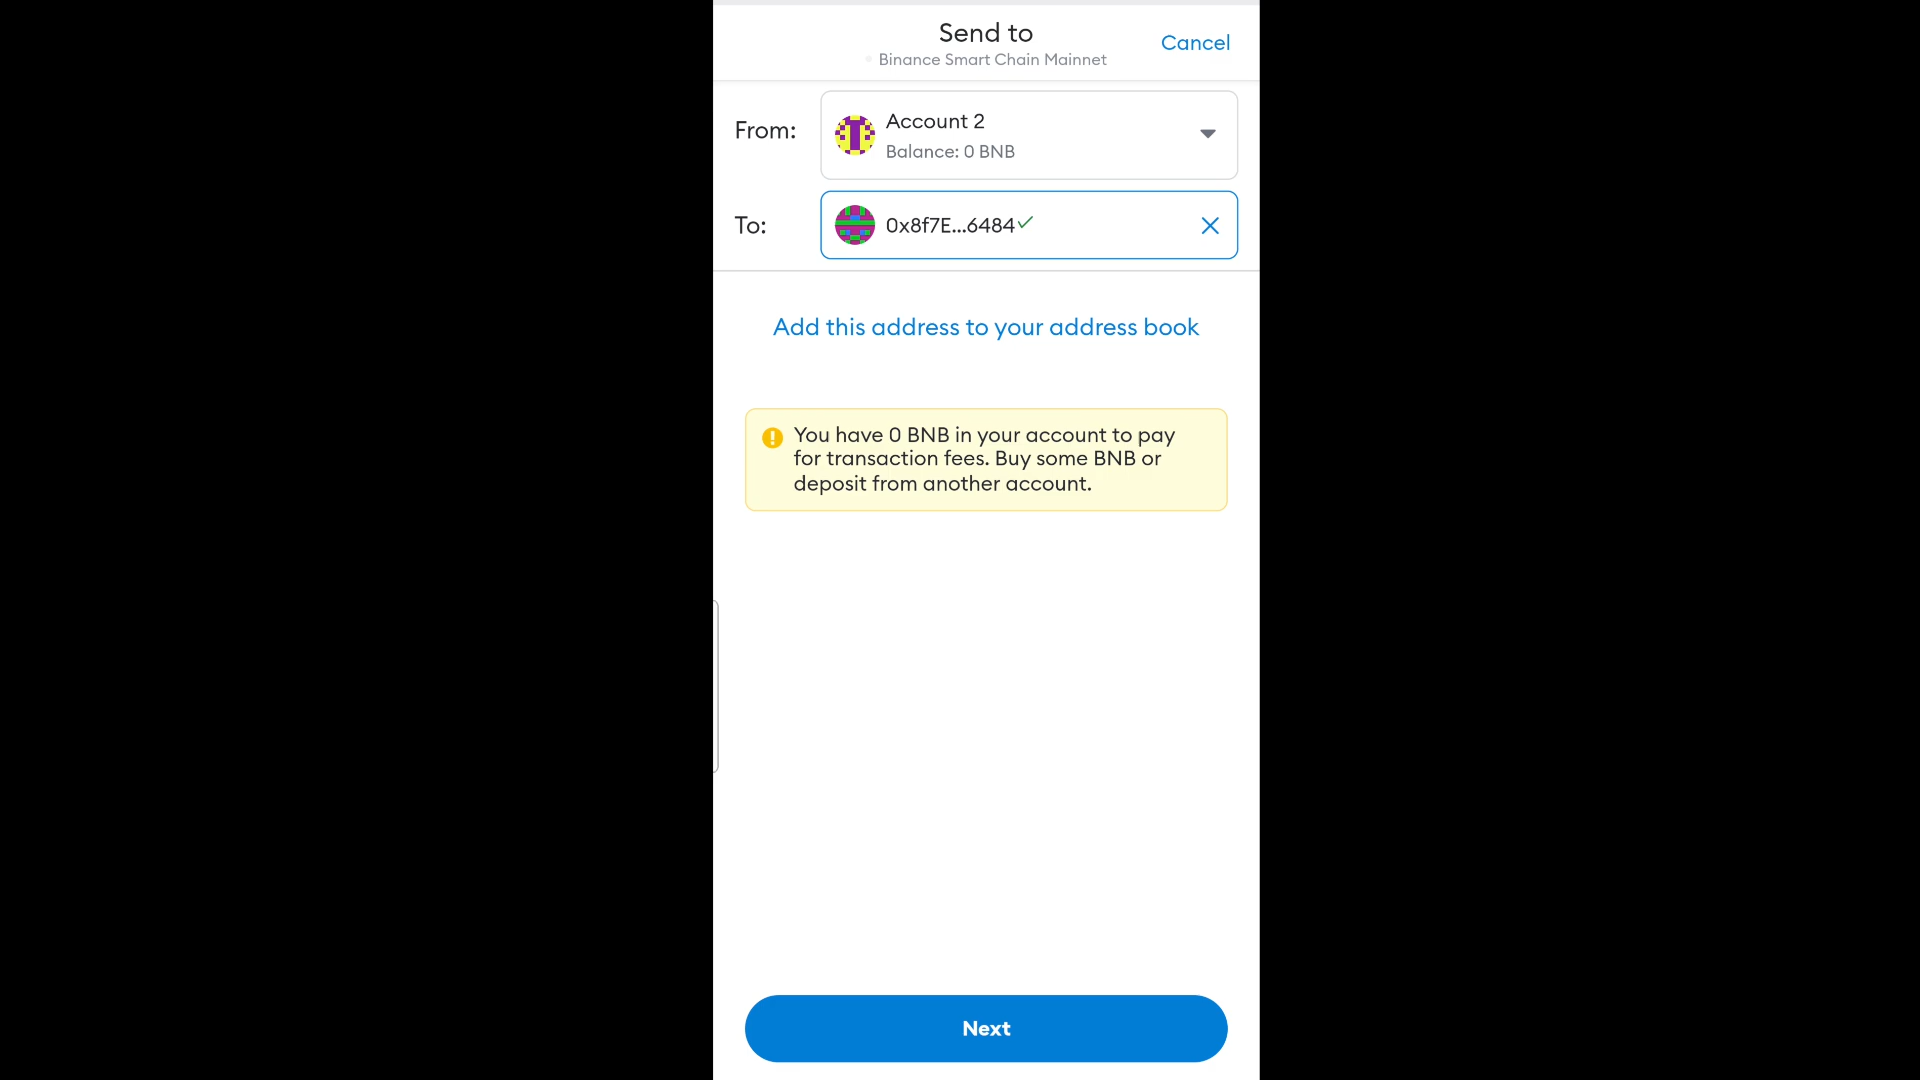 Send to
Binance Smart Chain Mainnet
Cancel
From:
Account 2
Balance: 0 BNB
To:
0x8f7E...6484
Add this address to your address book
You have 0 BNB in your account to pay
for transaction fees. Buy some BNB or
deposit from another account.
Next